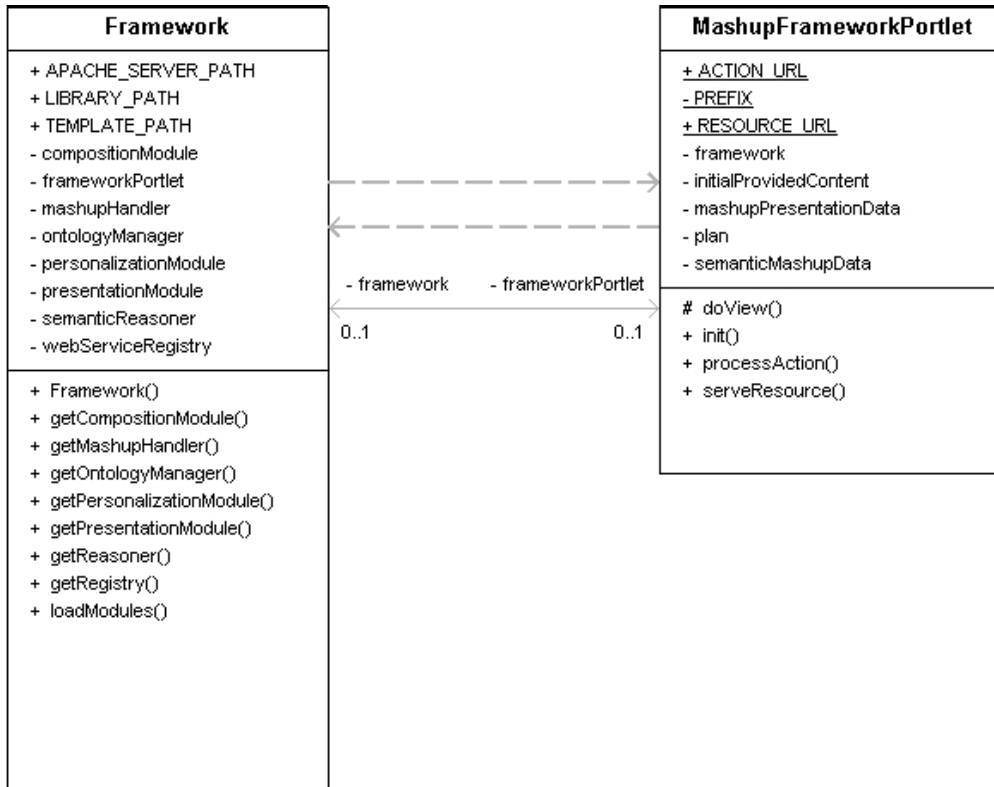 Framework
+ APACHE_SERVER_PATH
+ LIBRARY_PATH
+ TEMPLATE_PATH
- compositionModule
- frameworkPortlet
- mashupHandler
- ontologyManager
- personalizationModule
- presentationModule
- semanticReasoner
- webServiceRegistry
+ Framework()
+ getCompositionModule()
+ getMashupHandler()
+ getOntologyManager()
+ getPersonalizationModule()
+ getPresentationModule()
+ getReasoner()
+ getRegistry()
+ loadModules()
- framework - frameworkPortlet
0..1 0..1
MashupFrameworkPortlet
+ ACTION_URL
- PREFIX
+ RESOURCE_URL
- framework
- initialProvidedContent
- mashupPresentationData
- plan
- semanticMashupData
# doView()
+ init()
+ processAction()
+ serveResource()